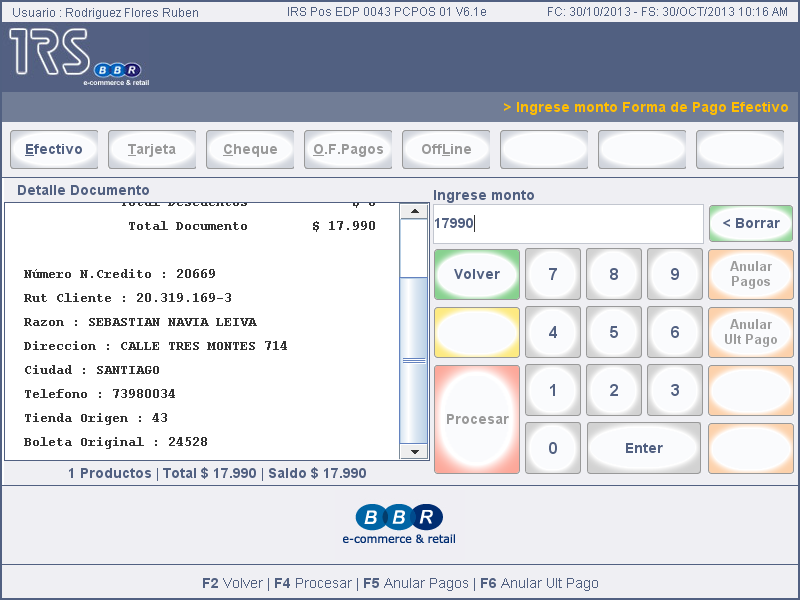 Usuario : Rodriguez Flores Ruben
IRS Pos EDP 0043 PCPOS 01 V6.1e
FC: 30/10/2013 - FS: 30/OCT/2013 10:16 AM
IRS
BBR
e-commerce & retail
> Ingrese monto Forma de Pago Efectivo
Efectivo
Tarjeta
Cheque
O.F.Pagos
OffLine
Detalle Documento
Total Descuentos $ 0
Total Documento $ 17.990
Número N.Credito : 20669
Rut Cliente : 20.319.169-3
Razon : SEBASTIAN NAVIA LEIVA
Direccion : CALLE TRES MONTES 714
Ciudad : SANTIAGO
Telefono : 73980034
Tienda Origen : 43
Boleta Original : 24528
1 Productos | Total $ 17.990 | Saldo $ 17.990
Ingrese monto
17990
< Borrar
Volver
7
8
9
Anular
Pagos
4
5
6
Anular
Ult Pago
Procesar
1
2
3
0
Enter
BBR
e-commerce & retail
F2 Volver | F4 Procesar | F5 Anular Pagos | F6 Anular Ult Pago